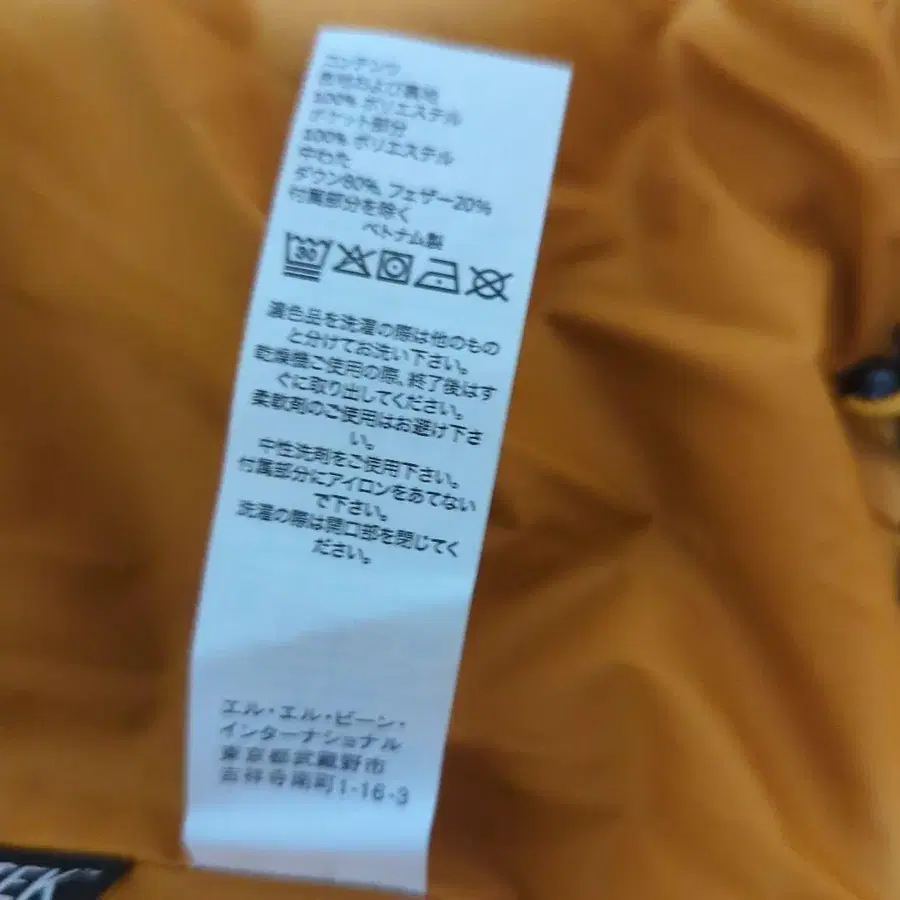 コンテンツ
表地および裏地
100% ポリエステル
ポケット部分
100% ポリエステル
中わた
ダウン80%, フェザー20%
付属部分を除く
ベトナム製
30
濃色品を洗濯の際は他のもの
と分けてお洗い下さい。
乾燥機ご使用の際、終了後はす
ぐに取り出してください。
柔軟剤のご使用はお避け下さ
い。
中性洗剤をご使用下さい。
付属部分にアイロンをあてない
で下さい。
洗濯の際は開口部を閉じてく
ださい。
エル・エル・ビーン・
インターナショナル
東京都武蔵野市
吉祥寺南町1-16-3